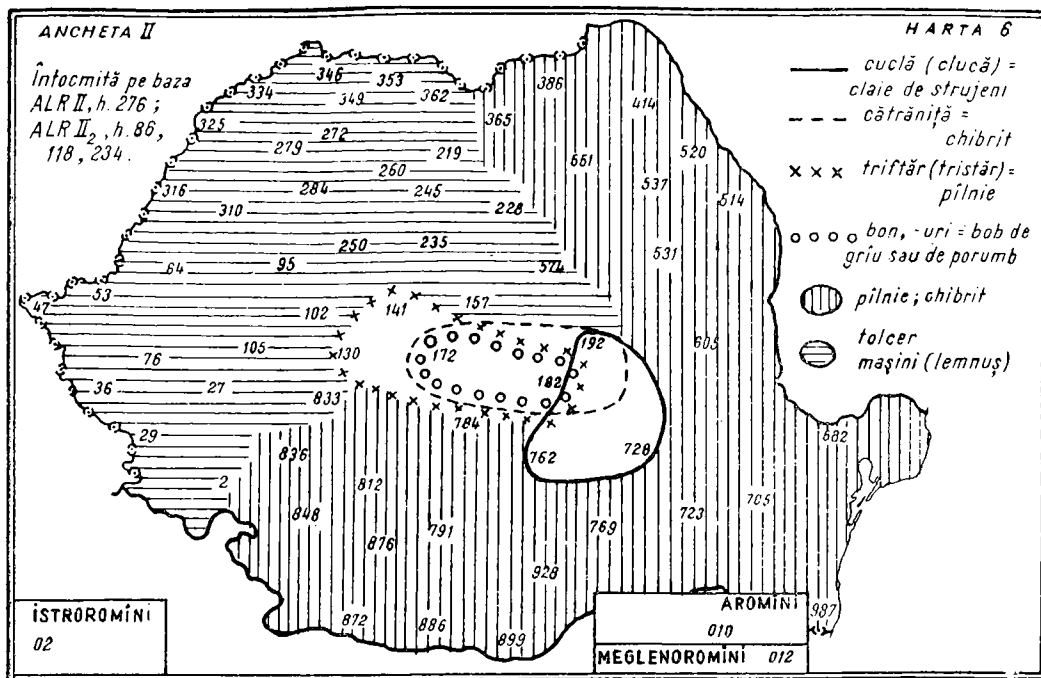 ANCHETA II
Întocmită pe baza
ALR II, h. 276 ;
ALR II₂, h. 86,
118, 234.
HARTA 6
cuclă (clucă) =
claie de strujeni
cătrăniță =
chibrit
triftăr (tristăr) =
pîlnie
bon, -uri = bob de
grîu sau de porumb
pîlnie ; chibrit
tolcer
mașini (lemnuș)
346 353 386
334 349 362 414
325 365
272 520
279 219 551
260 537
316 284 245 514
310 228
250 235 531
64 95 574
53
47 102 141 157
192 605
76 105 130 172
36 27 833 182
784 682
29 836 762 728
2 812
848 791 769 723 705
876
928
872 886 899 987
ISTROROMÎNI
02
AROMÎNI
010
MEGLENOROMÎNI 012